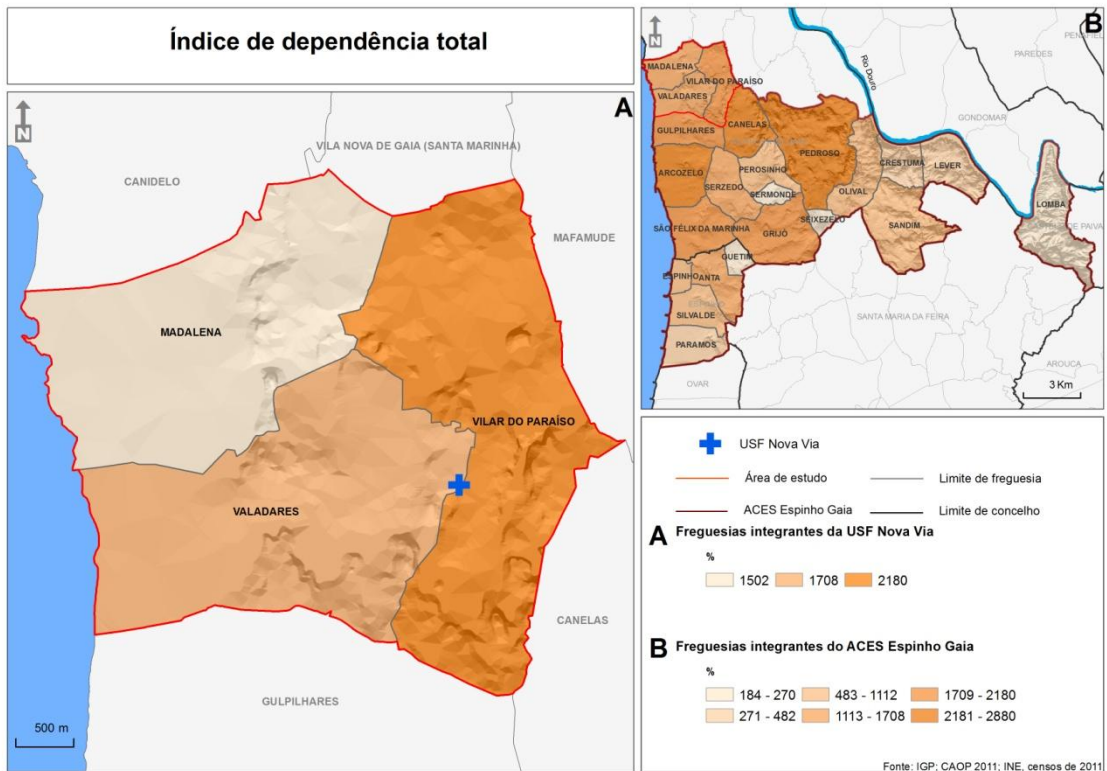 Índice de dependência total
A
N
VILA NOVA DE GAIA (SANTA MARINHA)
CANIDELO
MAFAMUDE
MADALENA
VILAR DO PARAÍSO
VALADARES
CANELAS
GULPILHARES
500 m
B
N
PENAFIEL
PAREDES
MADALENA
VILAR DO PARAÍSO
Rio Douro
VALADARES
GONDOMAR
GULPILHARES
CANELAS
PEDROSO
CRESTUMA
LEVER
ARCOZELO
PEROSINHO
SERZEDO
SERMONDE
OLIVAL
LOMBA
SEIXEZELO
SÃO FÉLIX DA MARINHA
GRIJÓ
SANDIM
GUETIM
ESPINHO
ANTA
SILVALDE
SANTA MARIA DA FEIRA
PARAMOS
AROUCA
OVAR
3 Km
USF Nova Via
Área de estudo
Limite de freguesia
ACES Espinho Gaia
Limite de concelho
A Freguesias integrantes da USF Nova Via
%
1502 1708 2180
B Freguesias integrantes do ACES Espinho Gaia
%
184 - 270 483 - 1112 1709 - 2180
271 - 482 1113 - 1708 2181 - 2880
Fonte: IGP; CAOP 2011; INE, censos de 2011